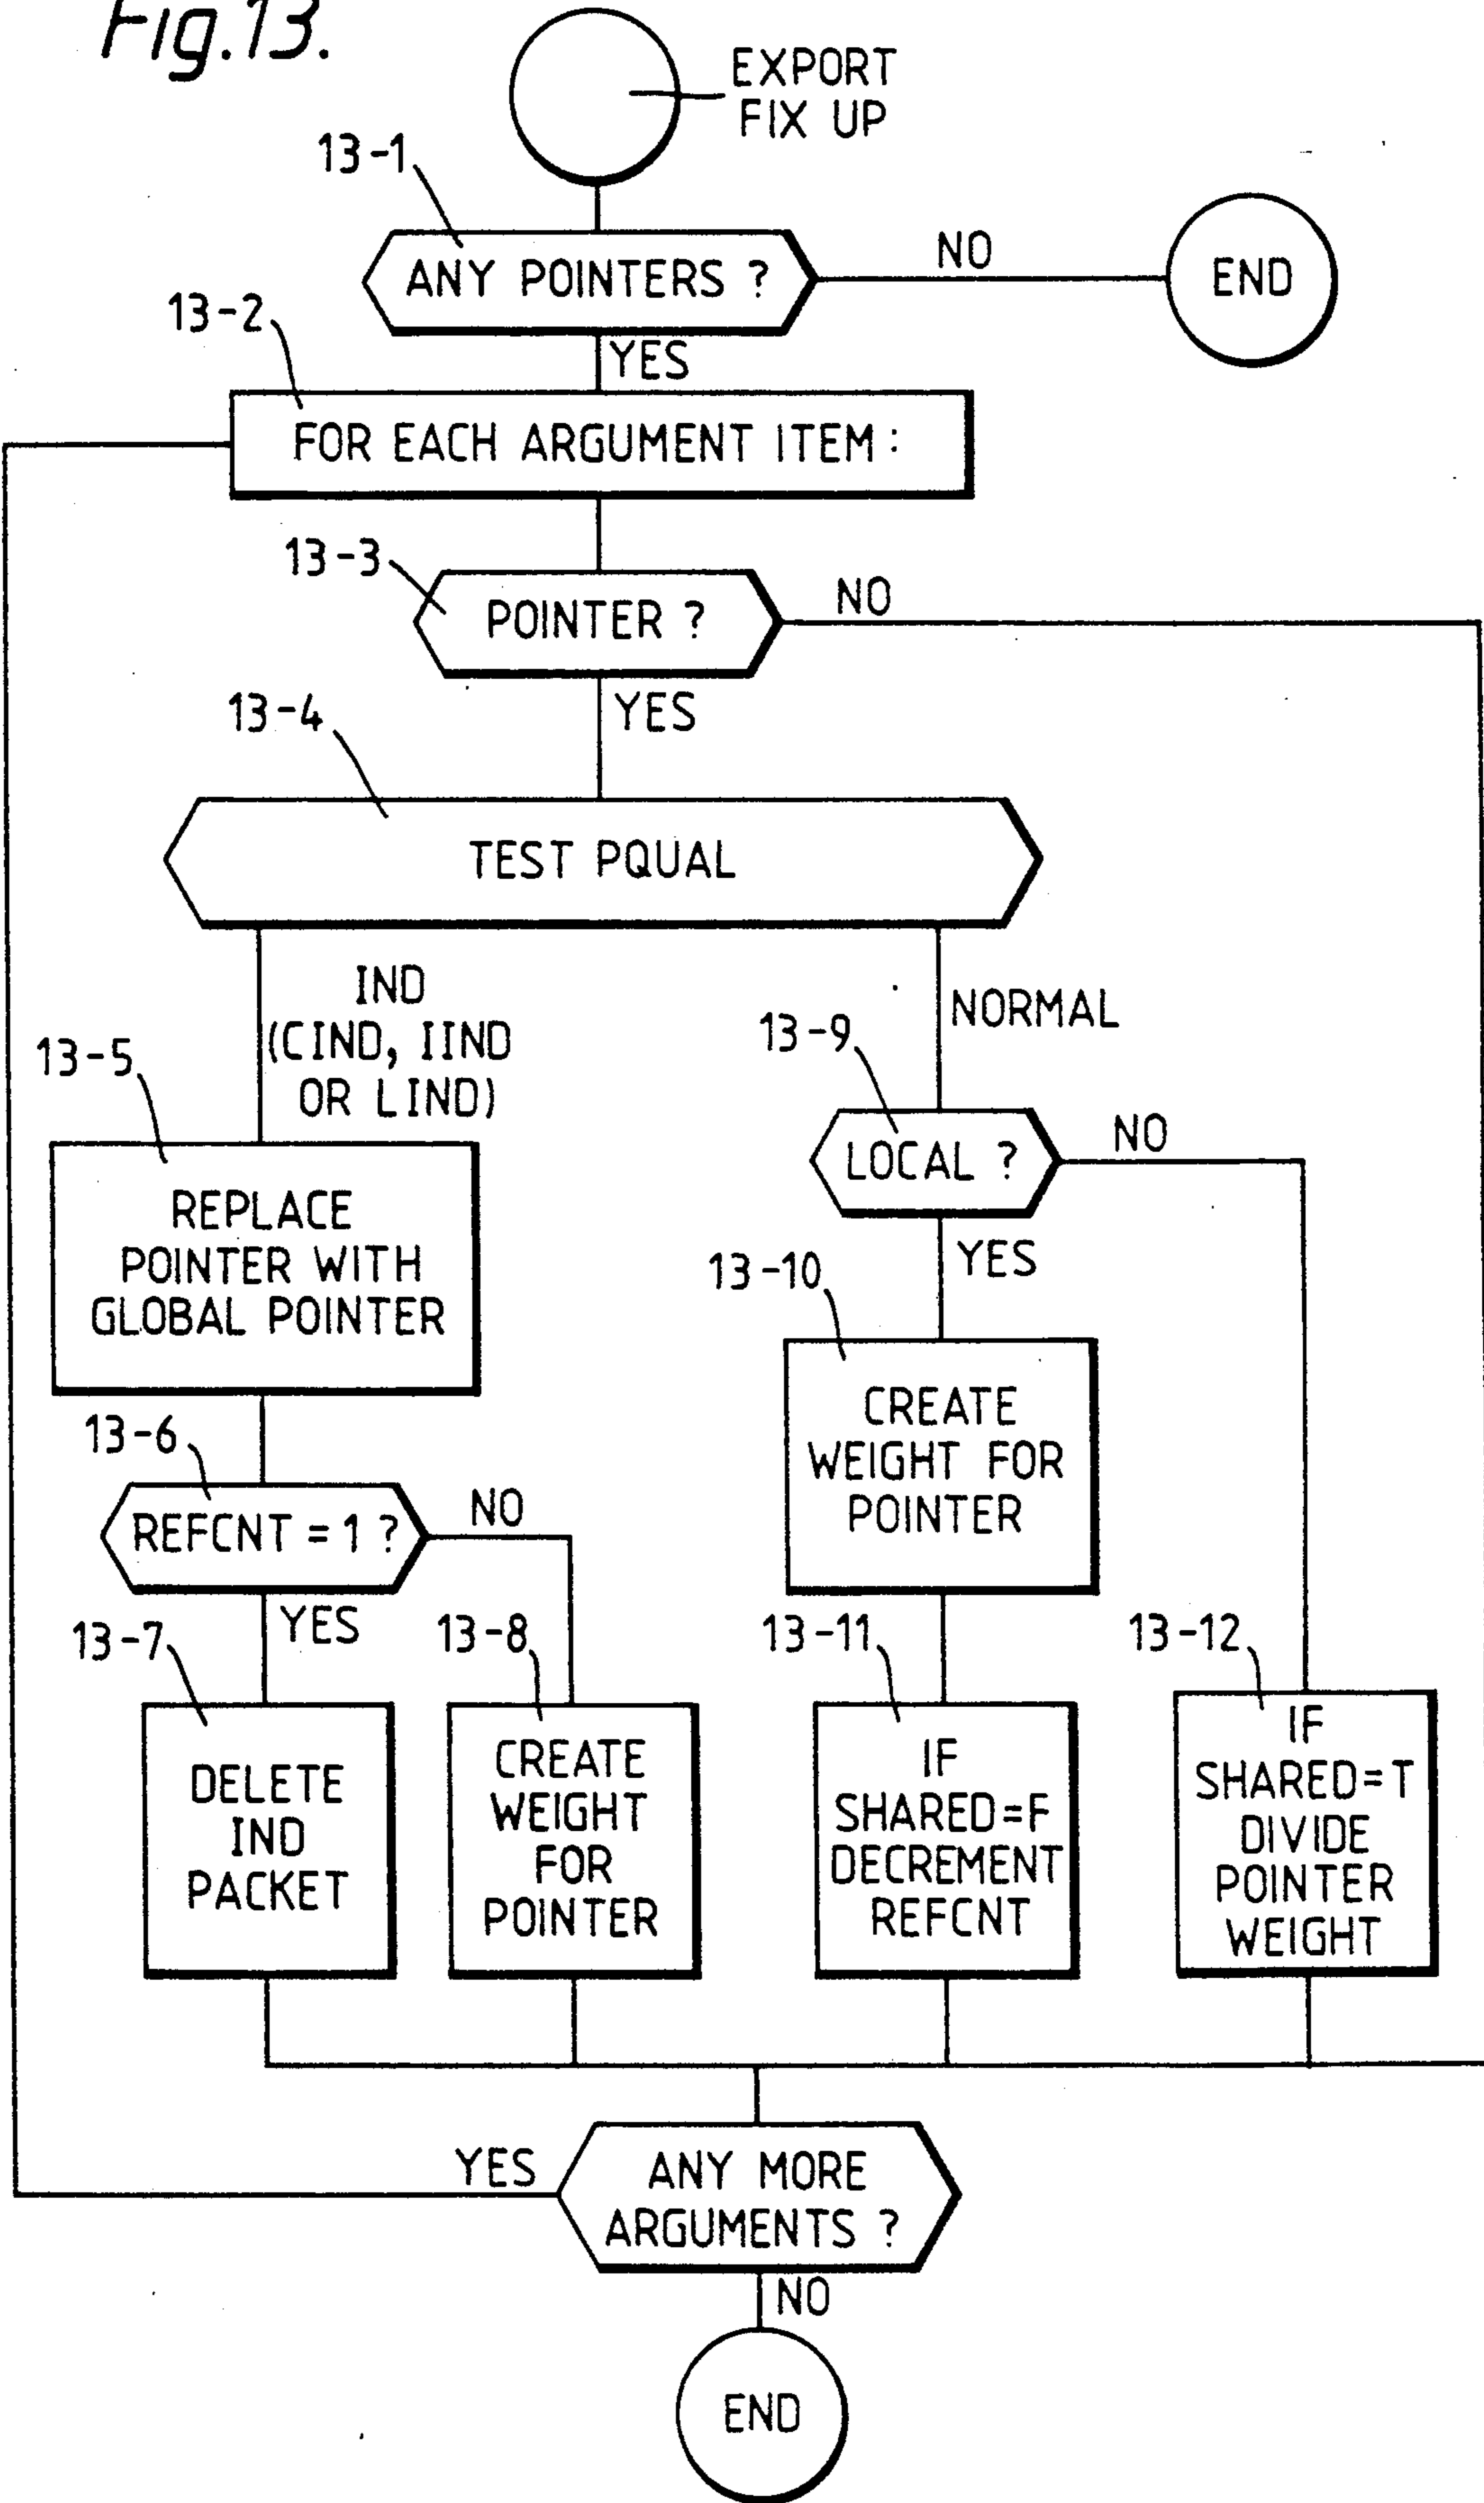 Fig.13.
EXPORT
FIX UP
13-1
ANY POINTERS ?
NO
END
13-2
YES
FOR EACH ARGUMENT ITEM:
13-3
POINTER ?
NO
13-4
YES
TEST PQUAL
IND
(CIND, IIND
OR LIND)
NORMAL
13-5
13-9
REPLACE
POINTER WITH
GLOBAL POINTER
LOCAL ?
NO
YES
13-10
CREATE
WEIGHT FOR
POINTER
13-6
REFCNT = 1 ?
NO
YES
13-7
13-8
13-11
13-12
DELETE
IND
PACKET
CREATE
WEIGHT
FOR
POINTER
IF
SHARED=F
DECREMENT
REFCNT
IF
SHARED=T
DIVIDE
POINTER
WEIGHT
YES
ANY MORE
ARGUMENTS ?
NO
END